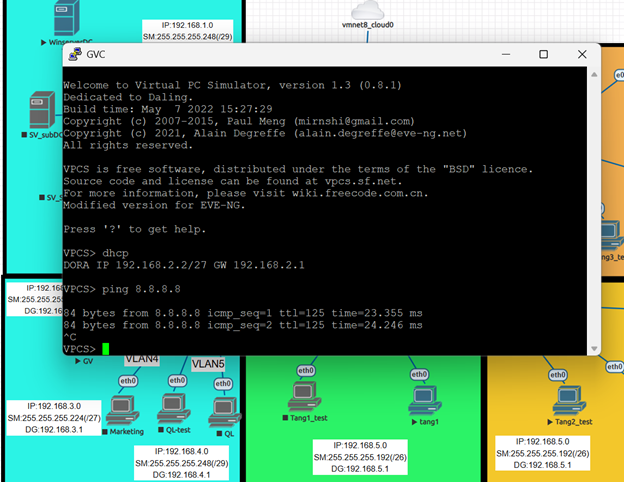 IP:192.168.1.0
SM:255.255.255.248(/29)
vmnet8_cloud0
WinserverDC
GVC
Welcome to Virtual PC Simulator, version 1.3 (0.8.1)
Dedicated to Daling.
Build time: May  7 2022 15:27:29
Copyright (c) 2007-2015, Paul Meng (mirnshi@gmail.com)
Copyright (c) 2021, Alain Degreffe (alain.degreffe@eve-ng.net)
All rights reserved.
VPCS is free software, distributed under the terms of the "BSD" licence.
Source code and license can be found at vpcs.sf.net.
For more information, please visit wiki.freecode.com.cn.
Modified version for EVE-NG.
Press '?' to get help.
VPCS> dhcp
DORA IP 192.168.2.2/27 GW 192.168.2.1
VPCS> ping 8.8.8.8
84 bytes from 8.8.8.8 icmp_seq=1 ttl=125 time=23.355 ms
84 bytes from 8.8.8.8 icmp_seq=2 ttl=125 time=24.246 ms
^C
VPCS>
SV_subDC
SV_
e0
ng3_te
IP:192
SM:255.255.255
DG:192.16
GV
VLAN4
VLAN5
eth0
eth0
eth0
eth0
eth0
eth0
eth0
IP:192.168.3.0
SM:255.255.255.224(/27)
DG:192.168.3.1
Marketing
QL-test
QL
Tang1_test
tang1
Tang2_test
IP:192.168.4.0
SM:255.255.255.248(/29)
DG:192.168.4.1
IP:192.168.5.0
SM:255.255.255.192(/26)
DG:192.168.5.1
IP:192.168.5.0
SM:255.255.255.192(/26)
DG:192.168.5.1